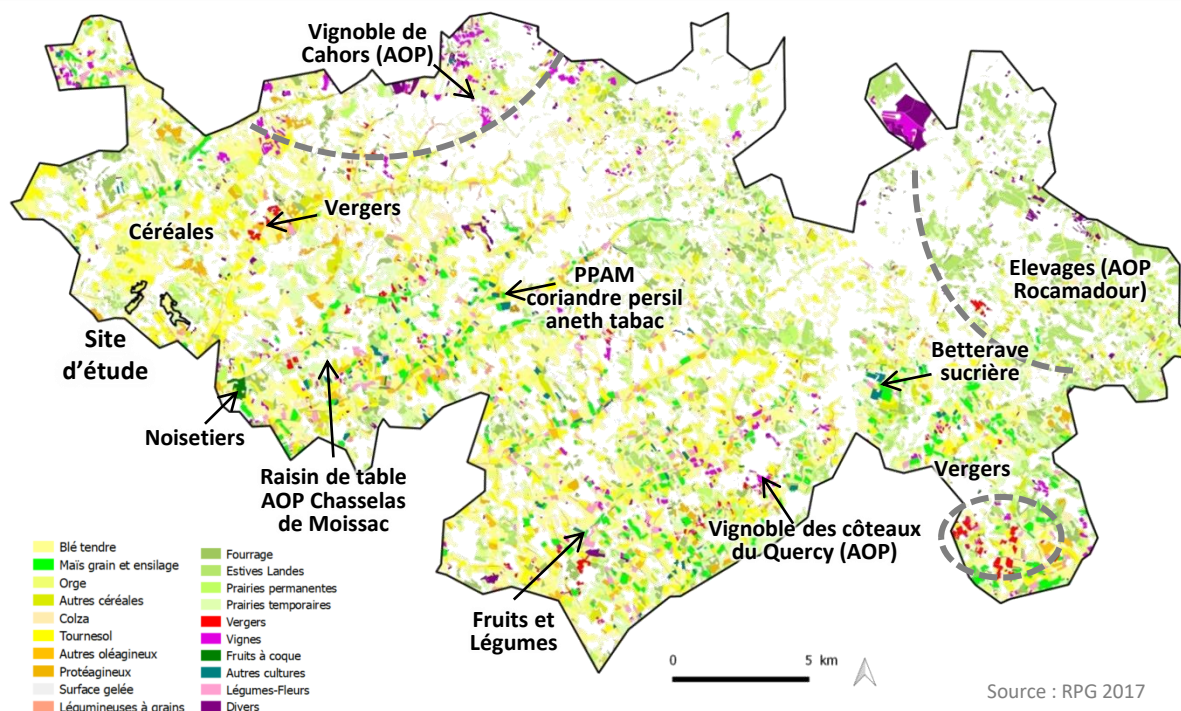 Vignoble de
Cahors (AOP)
Vergers
Céréales
PPAM
coriandre persil
aneth tabac
Elevages (AOP
Rocamadour)
Site
d'étude
Betterave
sucrière
Noisetiers
Raisin de table
AOP Chasselas
de Moissac
Vergers
Vignoble des côteaux
du Quercy (AOP)
Fruits et
Légumes
Blé tendre
Maïs grain et ensilage
Orge
Autres céréales
Colza
Tournesol
Autres oléagineux
Protéagineux
Surface gelée
Légumineuses à grains
Fourrage
Estives Landes
Prairies permanentes
Prairies temporaires
Vergers
Vignes
Fruits à coque
Autres cultures
Légumes-Fleurs
Divers
0 5 km
Source : RPG 2017